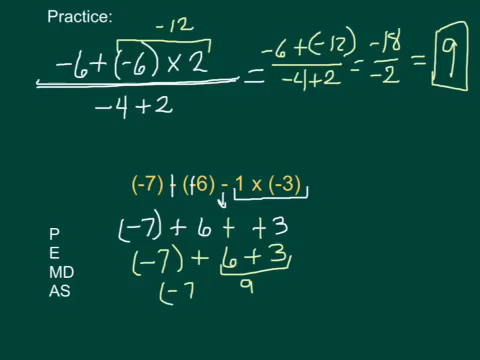 Practice:
-12
-6 + (-6) × 2 / -4 + 2 = -6 + (-12) / -4 + 2 = -18 / -2 = 9
(-7) + (+6) - 1 x (-3)
P (-7) + 6 + + 3
E (-7) + 6 + 3
MD (-7 9
AS